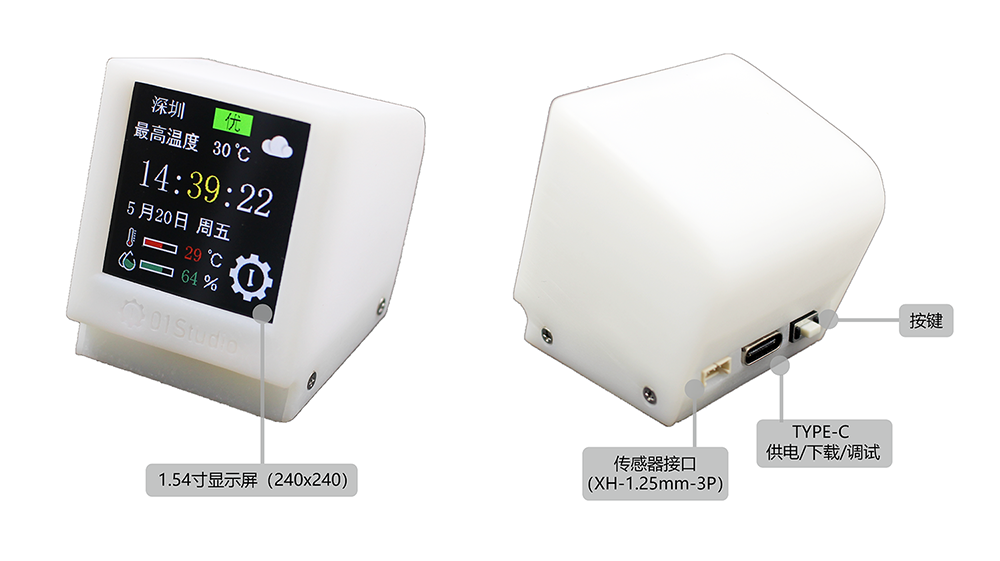 深圳
优
最高温度 30℃
14:39:22
5月20日 周五
29 ℃
64 %
I
01Studio
1.54寸显示屏（240x240）
按键
TYPE-C
供电/下载/调试
传感器接口
(XH-1.25mm-3P)